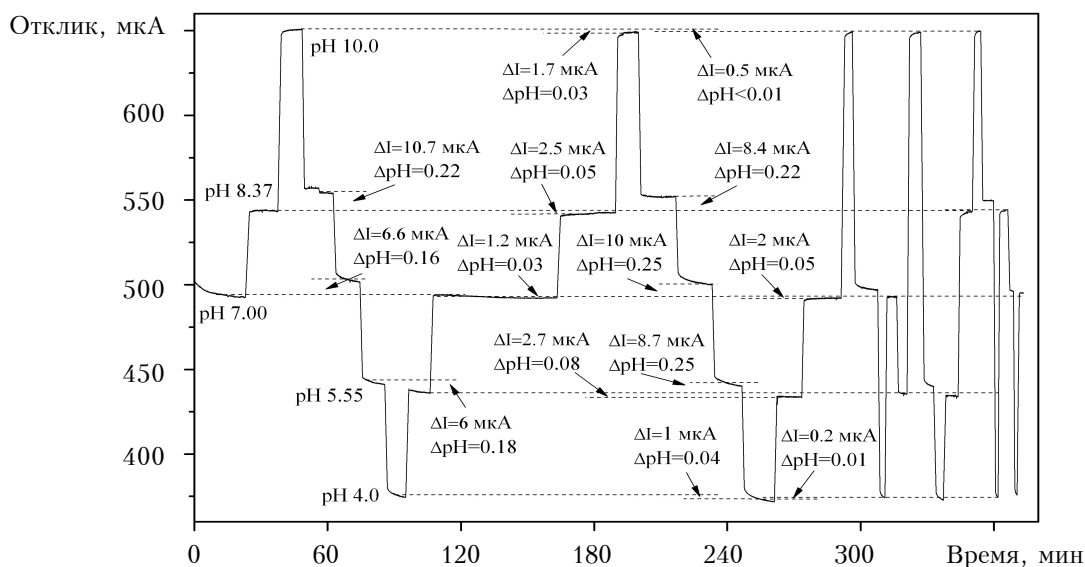 Отклик, мкА
pH 10.0
ΔI=1.7 мкА
ΔpH=0.03
ΔI=0.5 мкА
ΔpH<0.01
600
ΔI=10.7 мкА
ΔpH=0.22
ΔI=2.5 мкА
ΔpH=0.05
ΔI=8.4 мкА
ΔpH=0.22
pH 8.37
550
ΔI=6.6 мкА
ΔpH=0.16
ΔI=1.2 мкА
ΔpH=0.03
ΔI=10 мкА
ΔpH=0.25
ΔI=2 мкА
ΔpH=0.05
500
pH 7.00
ΔI=2.7 мкА
ΔpH=0.08
ΔI=8.7 мкА
ΔpH=0.25
450
pH 5.55
ΔI=6 мкА
ΔpH=0.18
ΔI=1 мкА
ΔpH=0.04
ΔI=0.2 мкА
ΔpH=0.01
400
pH 4.0
0 60 120 180 240 300 Время, мин